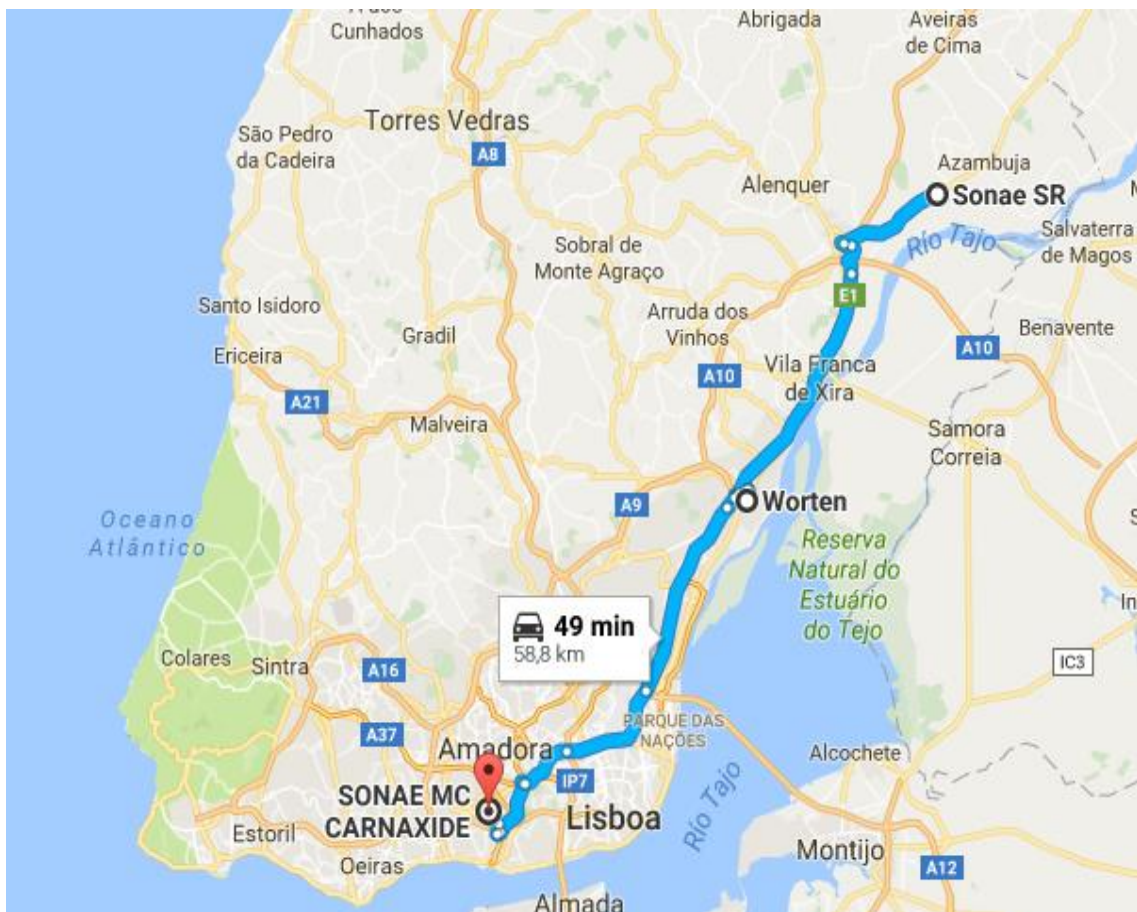 Cunhados
Abrigada
Aveiras
de Cima
Torres Vedras
São Pedro
da Cadeira
A8
Azambuja
Alenquer
Sonae SR
Río Tajo
Salvaterra
de Magos
Sobral de
Monte Agraço
E1
Santo Isidoro
Arruda dos
Vinhos
Gradil
Benavente
Ericeira
A10
Vila Franca
de Xira
A10
A21
Malveira
Samora
Correia
Oceano
Atlântico
A9
Worten
Reserva
Natural do
Estuário
do Tejo
49 min
58,8 km
Colares
Sintra
A16
IC3
A37
PARQUE DAS
NAÇÕES
Amadora
Alcochete
IP7
SONAE MC
CARNAXIDE
Lisboa
Río Tajo
Estoril
Oeiras
Montijo
A12
Almada